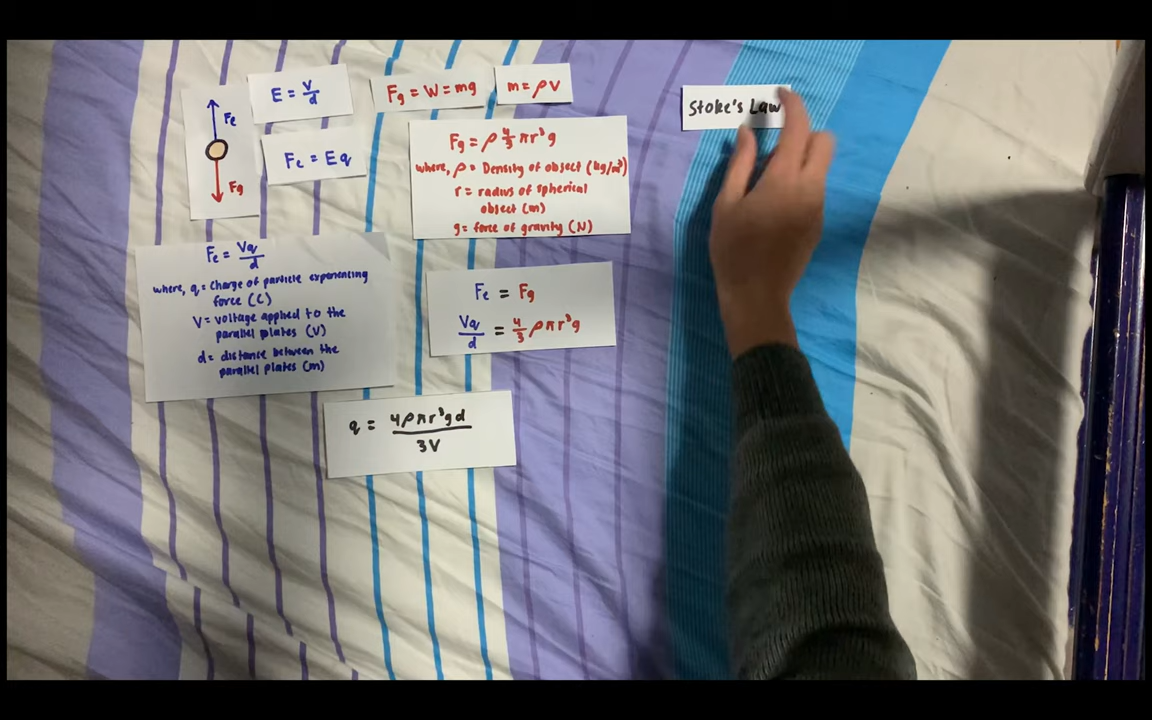 Fe
Fg
E = V/d
Fe = Eq
Fg = W = mg
m = ρV
Fg = ρ 4/3 πr³g
where, ρ = Density of object (kg/m³)
r = radius of spherical
object (m)
g = force of gravity (N)
Stoke's Law
Fe = Vq/d
where, q = Charge of particle experiencing
force (C)
V = voltage applied to the
parallel plates (V)
d = distance between the
parallel plates (m)
Fe = Fg
Vq/d = 4/3 ρπr³g
q = 4ρπr³gd/3V